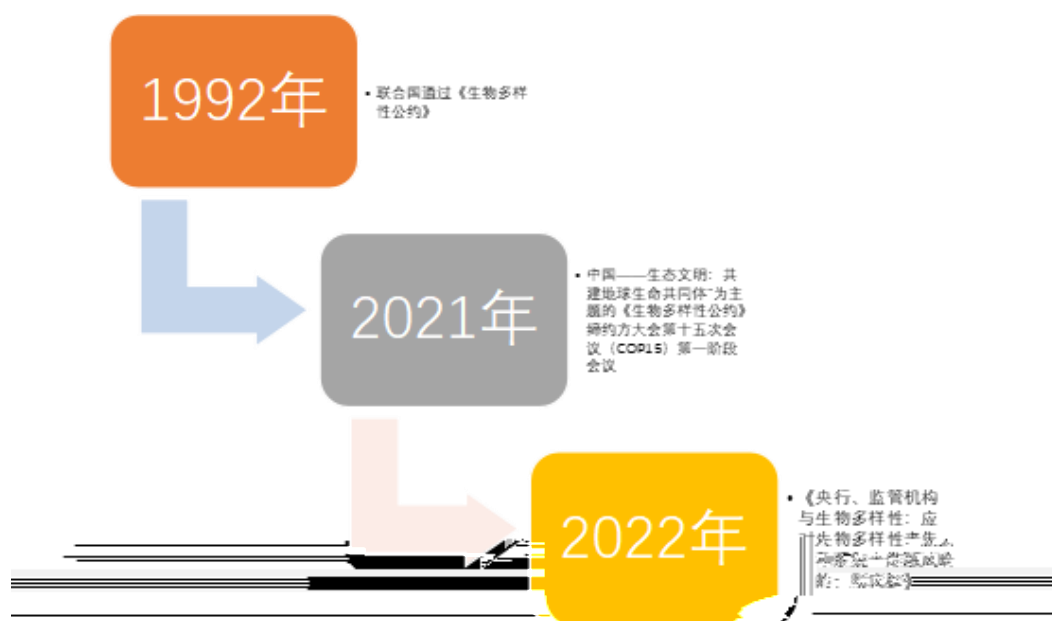 1992年
• 联合国通过《生物多样
性公约》
2021年
• 中国——生态文明：共
建地球生命共同体”为主
题的《生物多样性公约》
缔约方大会第十五次会
议（COP15）第一阶段
会议
2022年
• 《央行、监管机构
与生物多样性：应